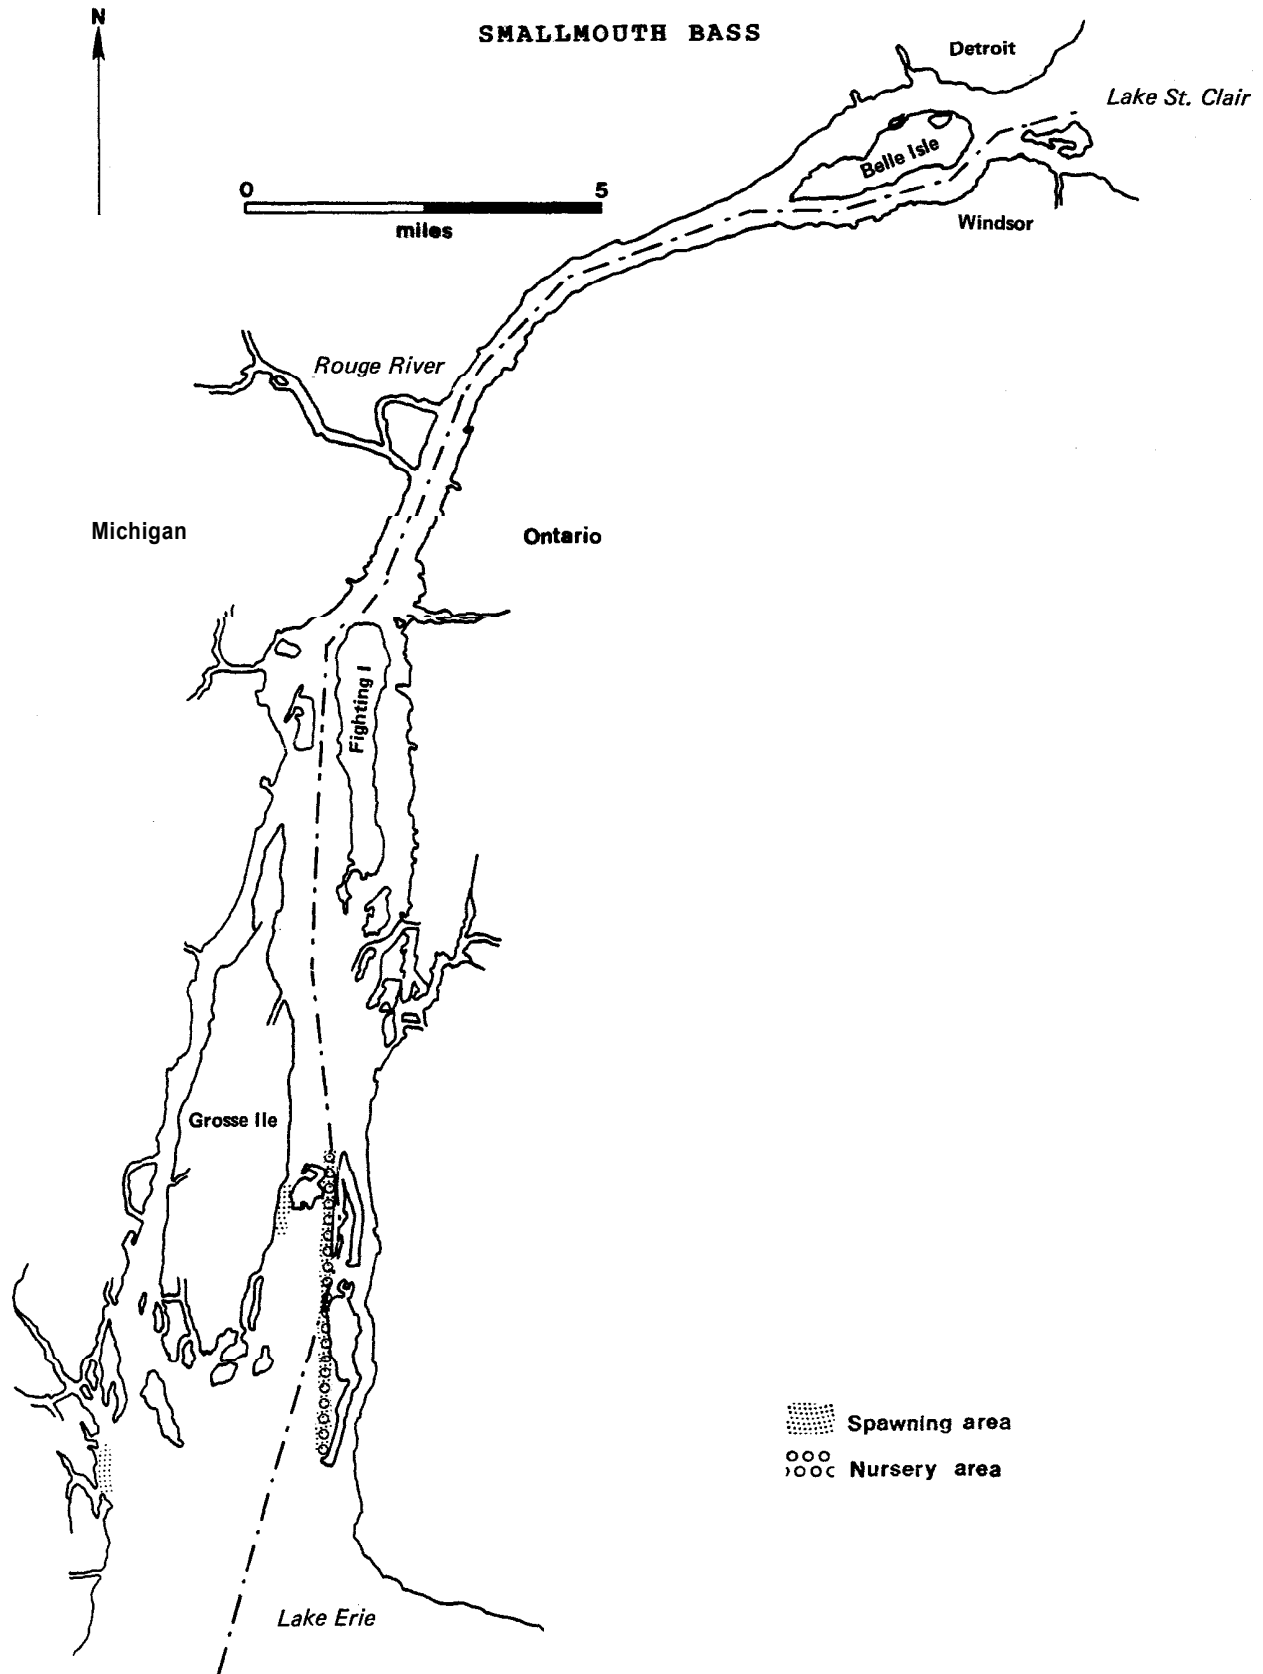 N
SMALLMOUTH BASS
Detroit
Lake St. Clair
Belle Isle
0 5
miles
Windsor
Rouge River
Michigan
Ontario
Fighting I
Grosse Ile
Spawning area
Nursery area
Lake Erie